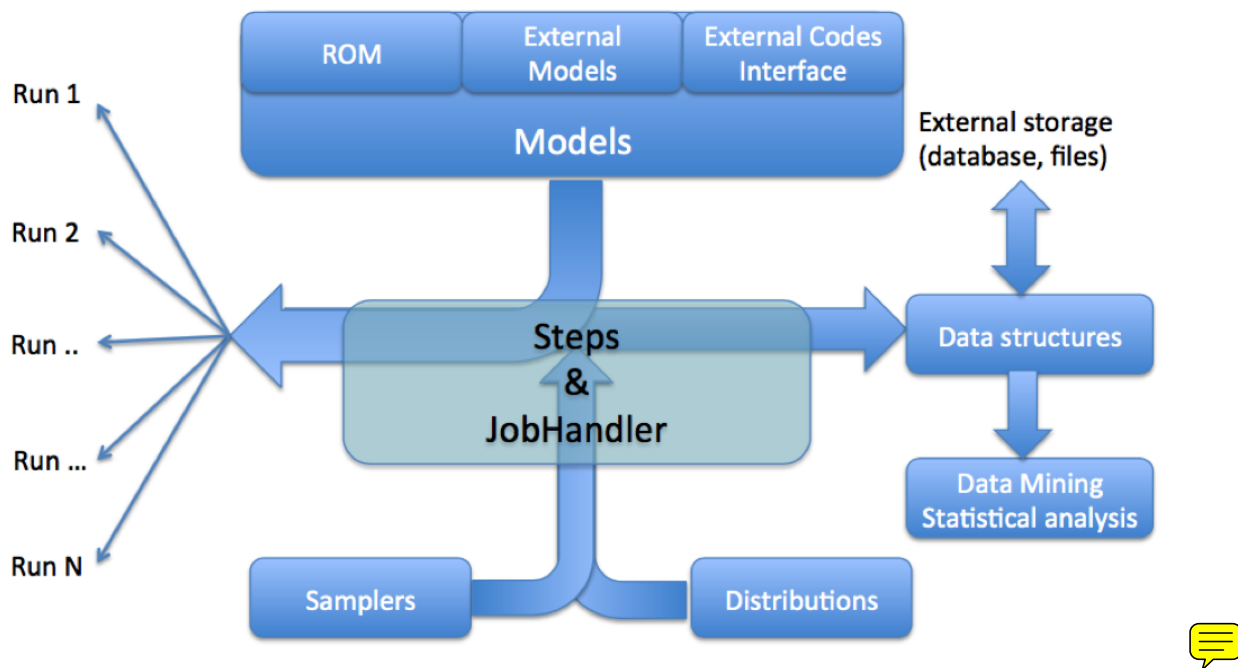 ROM
External
Models
External Codes
Interface
Models
Run 1
Run 2
Run ..
Run ...
Run N
External storage
(database, files)
Steps
&
JobHandler
Data structures
Data Mining
Statistical analysis
Samplers
Distributions